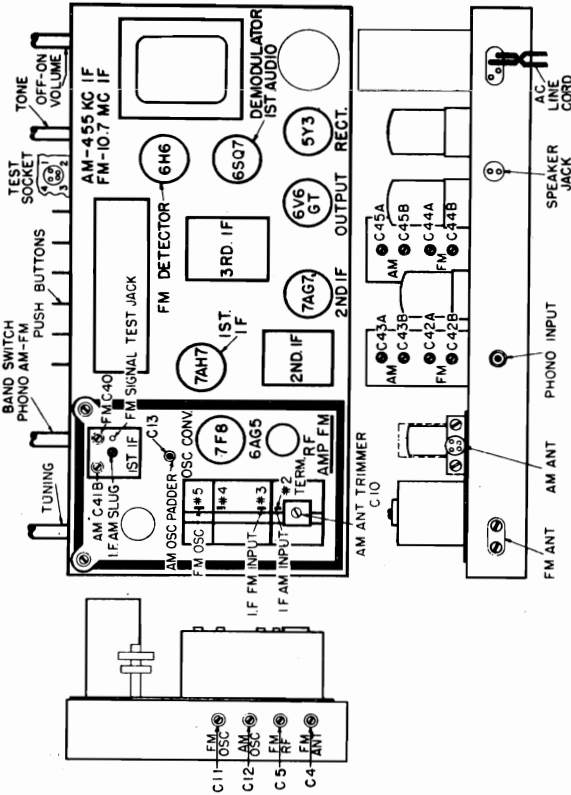 BAND SWITCH
PHONO AM-FM
TUNING
PUSH BUTTONS
TEST
SOCKET
4
1
3
2
TONE
OFF-ON
VOLUME
AM C41B
I.F. AM SLUG
FM C40
FM SIGNAL TEST JACK
1ST IF
C13
AM OSC PADDER
OSC CONV.
7F8
6AG5
RF
AMP FM
FM OSC
#5
#4
#3
#2
I.F FM INPUT
I.F AM INPUT
TERM.
AM ANT TRIMMER
C10
AM-455 KC IF
FM-10.7 MC IF
6H6
FM DETECTOR
6SQ7
DEMODULATOR
1ST AUDIO
3RD. IF
7AH7
1ST.
I F
2ND. IF
7AG7
2ND IF
6V6
GT
OUTPUT
5Y3
RECT.
C11
FM
OSC
C12
AM
OSC
C5
FM
RF
C4
FM
ANT
AM
C43A
C43B
FM
C42A
C42B
AM
C45A
C45B
FM
C44A
C44B
FM ANT
AM ANT
PHONO INPUT
SPEAKER
JACK
A.C.
LINE
CORD